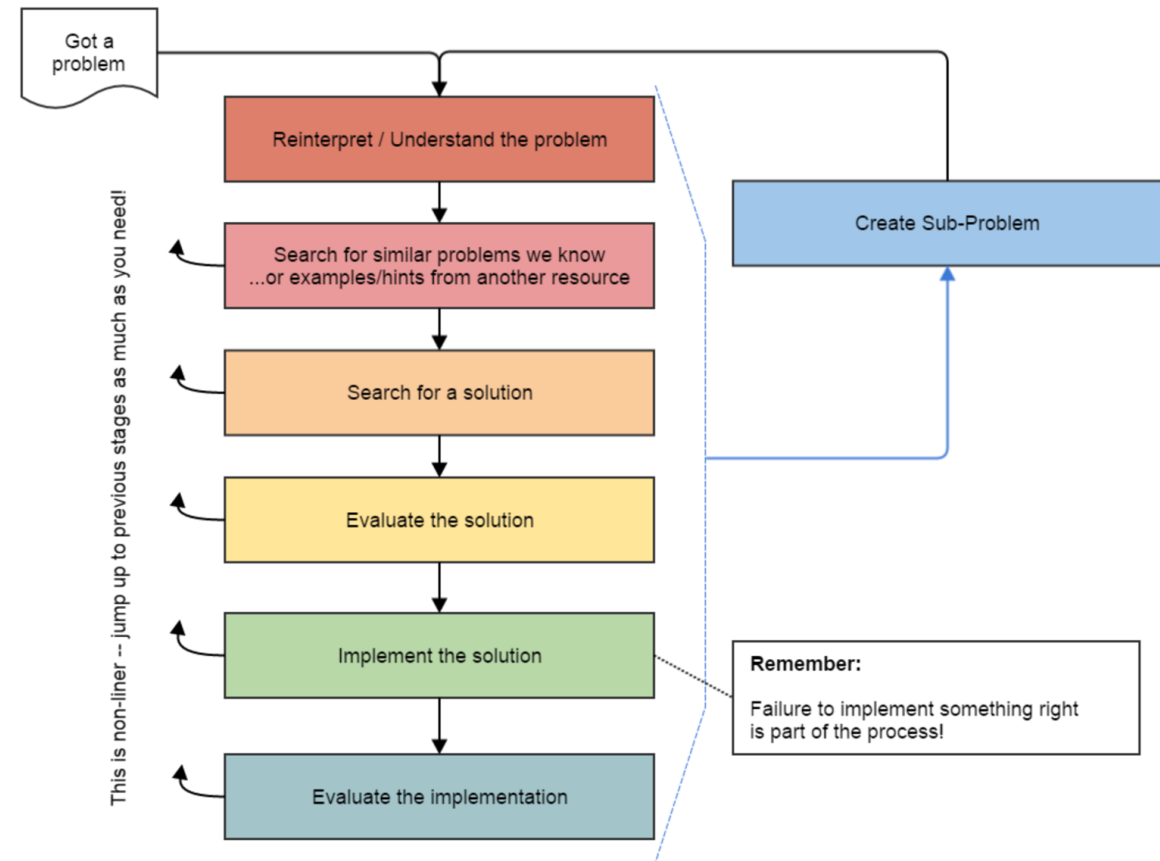 Got a
problem
Reinterpret / Understand the problem
Create Sub-Problem
Search for similar problems we know
...or examples/hints from another resource
This is non-liner -- jump up to previous stages as much as you need!
Search for a solution
Evaluate the solution
Implement the solution
Remember:
Failure to implement something right
is part of the process!
Evaluate the implementation